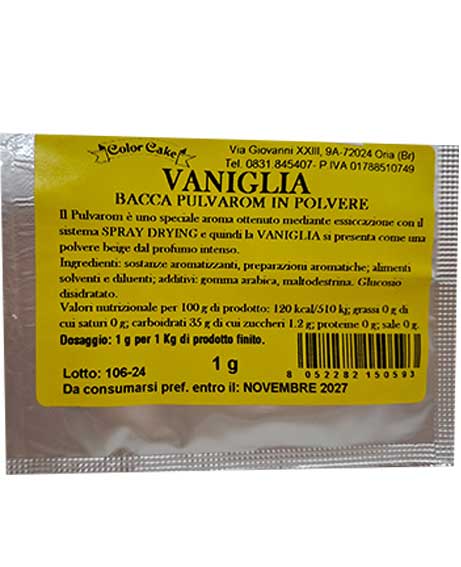 Color Cake
Via Giovanni XXIII, 9A-72024 Oria (Br)
Tel. 0831.845407- P IVA 01788510749
VANIGLIA
BACCA PULVAROM IN POLVERE
Il Pulvarom è uno speciale aroma ottenuto mediante essiccazione con il
sistema SPRAY DRYING e quindi la VANIGLIA si presenta come una
polvere beige dal profumo intenso.
Ingredienti: sostanze aromatizzanti, preparazioni aromatiche; alimenti
solventi e diluenti; additivi: gomma arabica, maltodestrina. Glucosio
disidratato.
Valori nutrizionale per 100 g di prodotto: 120 kcal/510 kg; grassi 0 g di
cui saturi 0 g; carboidrati 35 g di cui zuccheri 1.2 g; proteine 0 g; sale 0 g.
Dosaggio: 1 g per 1 Kg di prodotto finito.
1 g
Lotto: 106-24
8 052282 150593
Da consumarsi pref. entro il: NOVEMBRE 2027